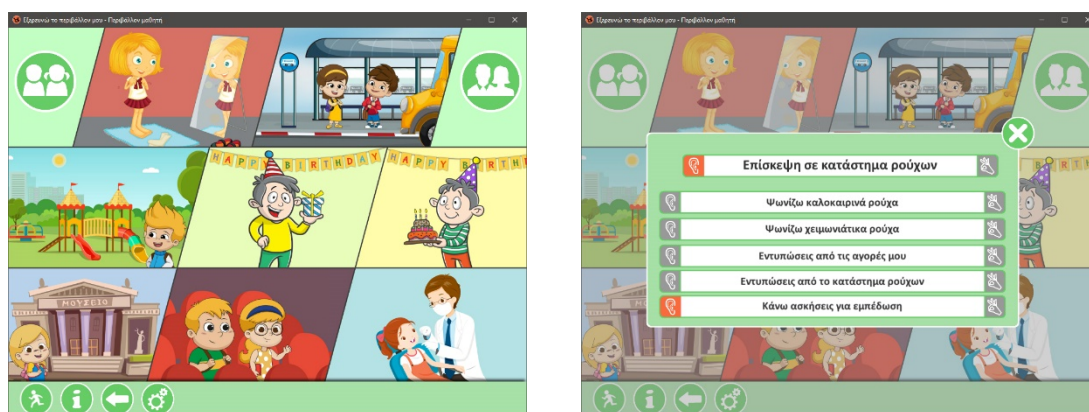 Εξερευνώ το περιβάλλον μου - Περιβάλλον μαθητή
HAPPY BIRTHDAY
HAPPY BIRTH
ΜΟΥΣΕΙΟ
Εξερευνώ το περιβάλλον μου - Περιβάλλον μαθητή
Επίσκεψη σε κατάστημα ρούχων
Ψωνίζω καλοκαιρινά ρούχα
Ψωνίζω χειμωνιάτικα ρούχα
Εντυπώσεις από τις αγορές μου
Εντυπώσεις από το κατάστημα ρούχων
Κάνω ασκήσεις για εμπέδωση